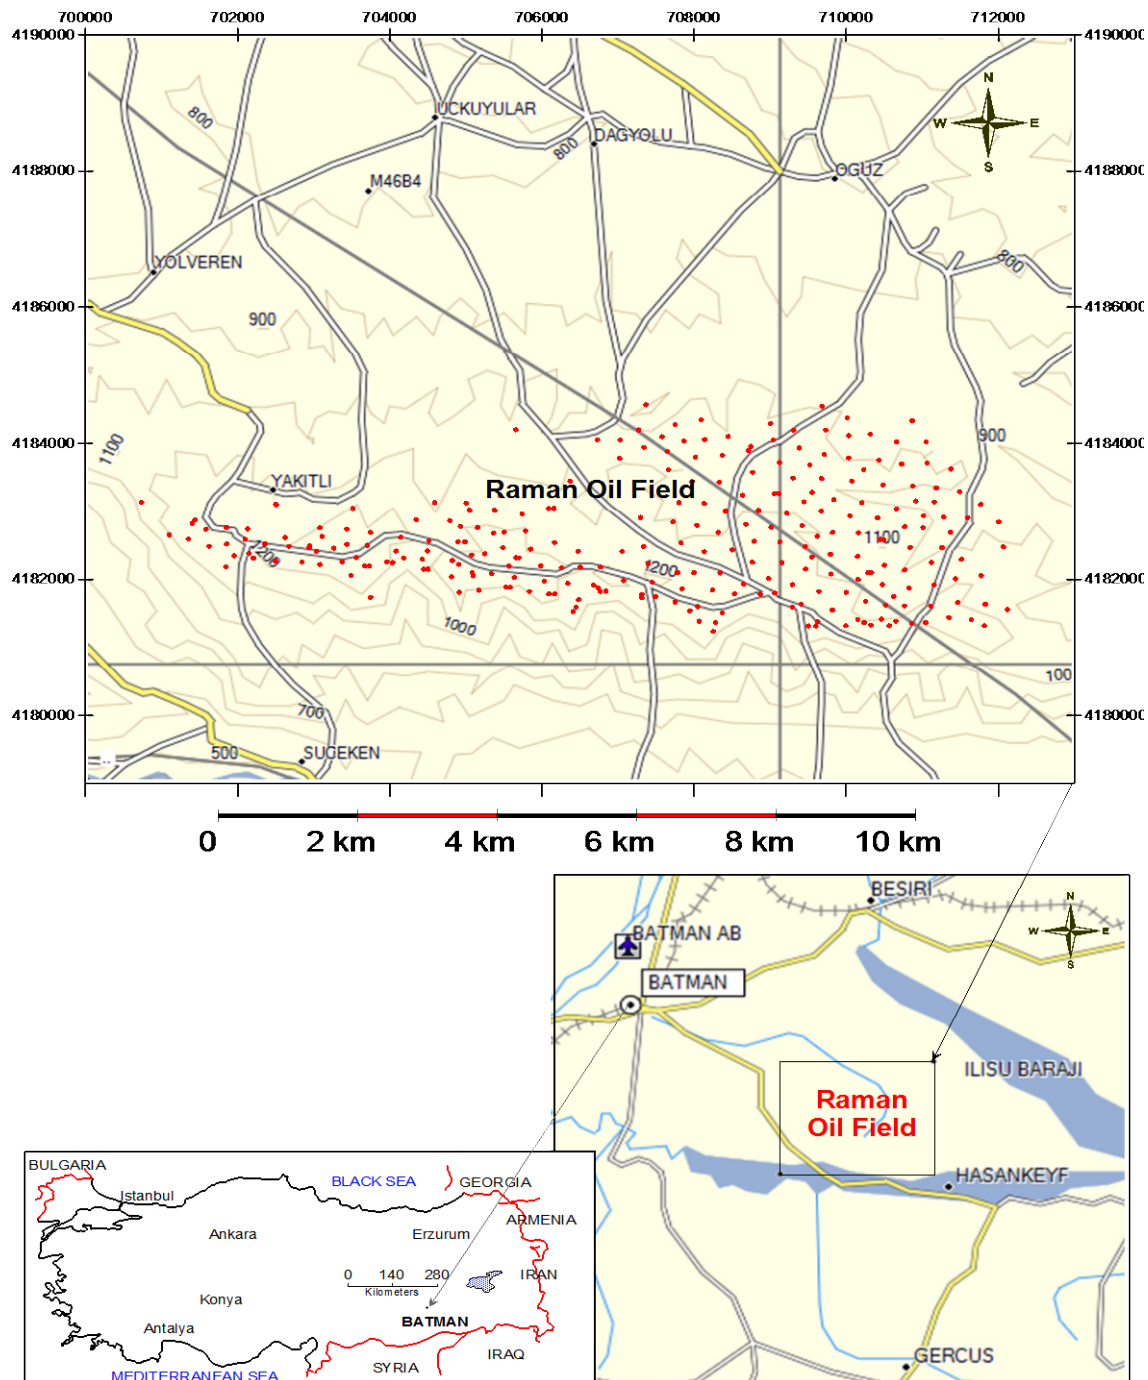 700000 702000 704000 706000 708000 710000 712000
4190000 4190000
N
800
UCKUYULAR
W E
DAGYOLU
800
S
4188000 OGUZ 4188000
M46B4
YOLVEREN
800
4186000 4186000
900
4184000 900 4184000
1100
YAKITLI
Raman Oil Field
1100
1200
1200
4182000 4182000
1000
100
700
4180000 4180000
500
SUGEKEN
0 2 km 4 km 6 km 8 km 10 km
BESIRI
N
BATMAN AB
W E
S
BATMAN
ILISU BARAJI
Raman
Oil Field
HASANKEYF
GERCUS
BULGARIA
BLACK SEA
GEORGIA
Istanbul
ARMENIA
Ankara
Erzurum
0 140 280
IRAN
Kilometers
Konya
BATMAN
Antalya
IRAQ
SYRIA
MEDITERRANEAN SEA